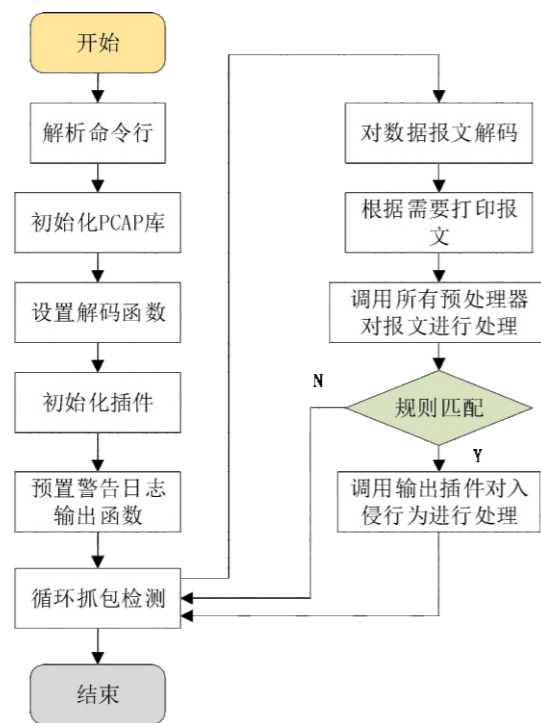 开始
解析命令行
初始化PCAP库
设置解码函数
初始化插件
预置警告日志
输出函数
循环抓包检测
结束
对数据报文解码
根据需要打印报
文
调用所有预处理器
对报文进行处理
N
规则匹配
Y
调用输出插件对入
侵行为进行处理